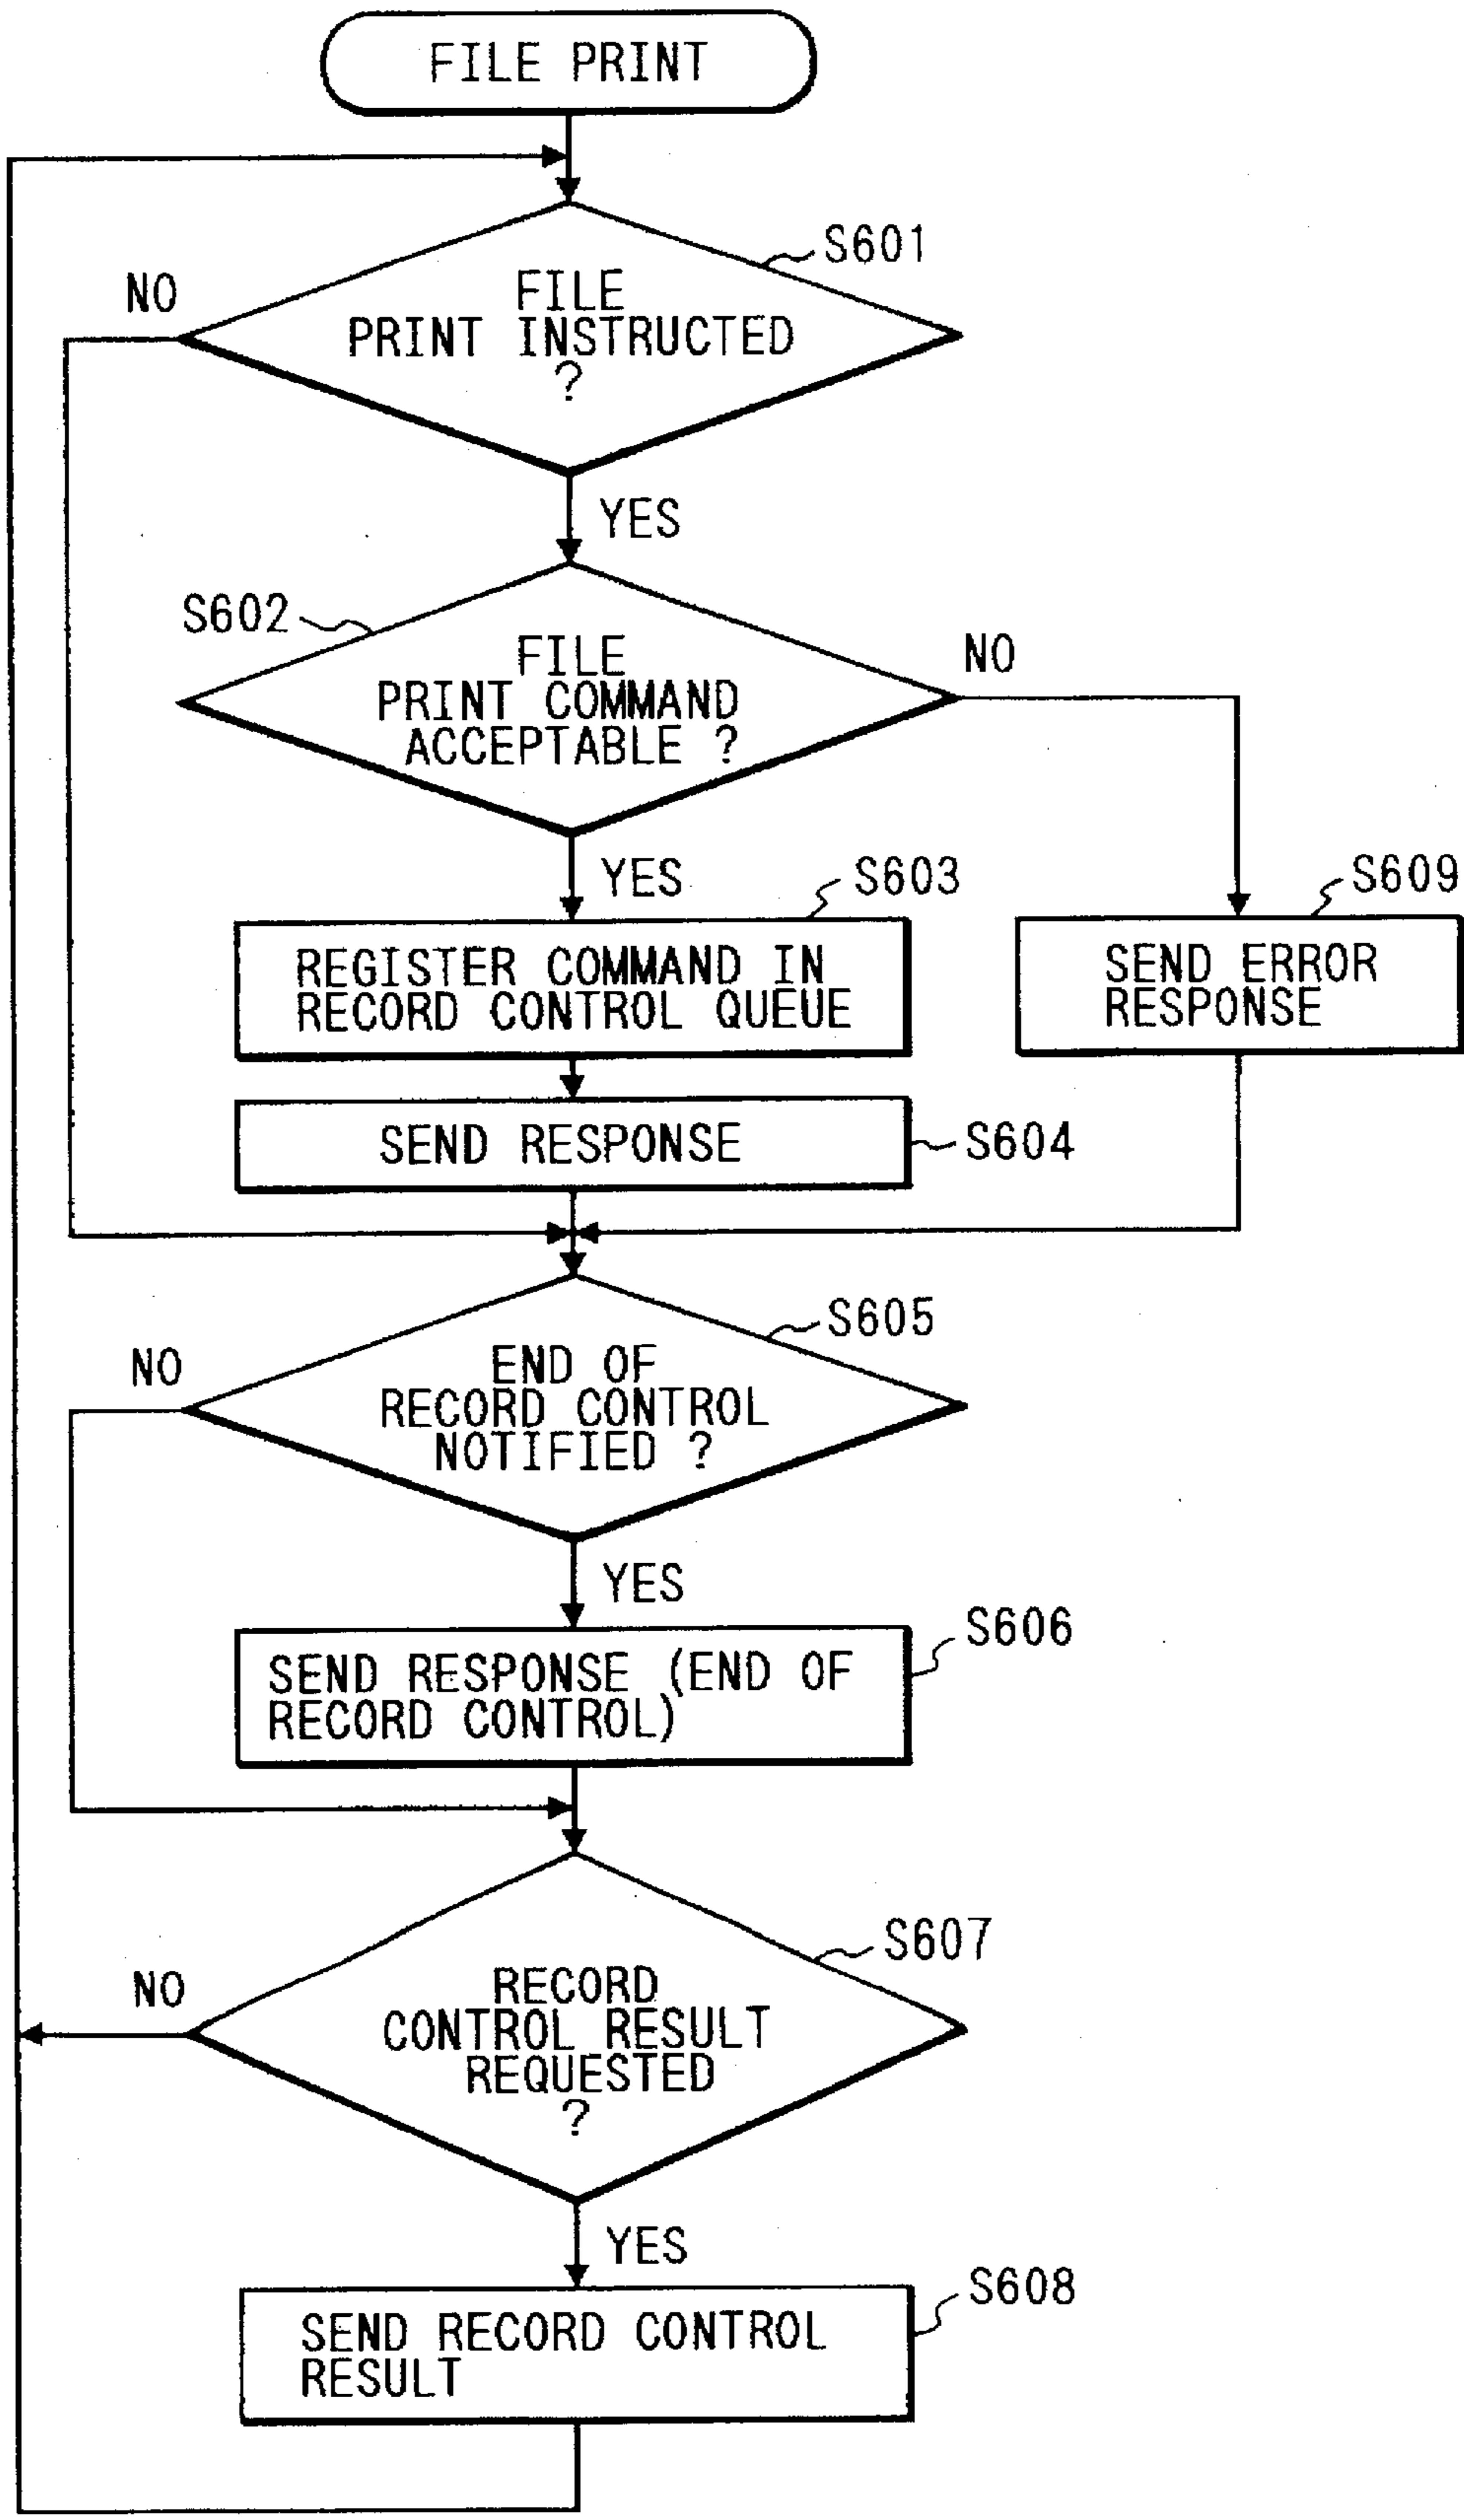 FILE PRINT
S601
NO
FILE
PRINT INSTRUCTED
?
YES
S602
FILE
PRINT COMMAND
ACCEPTABLE ?
NO
YES
S603
S609
REGISTER COMMAND IN
RECORD CONTROL QUEUE
SEND ERROR
RESPONSE
SEND RESPONSE
S604
S605
NO
END OF
RECORD CONTROL
NOTIFIED ?
YES
S606
SEND RESPONSE (END OF
RECORD CONTROL)
S607
NO
RECORD
CONTROL RESULT
REQUESTED
?
YES
S608
SEND RECORD CONTROL
RESULT